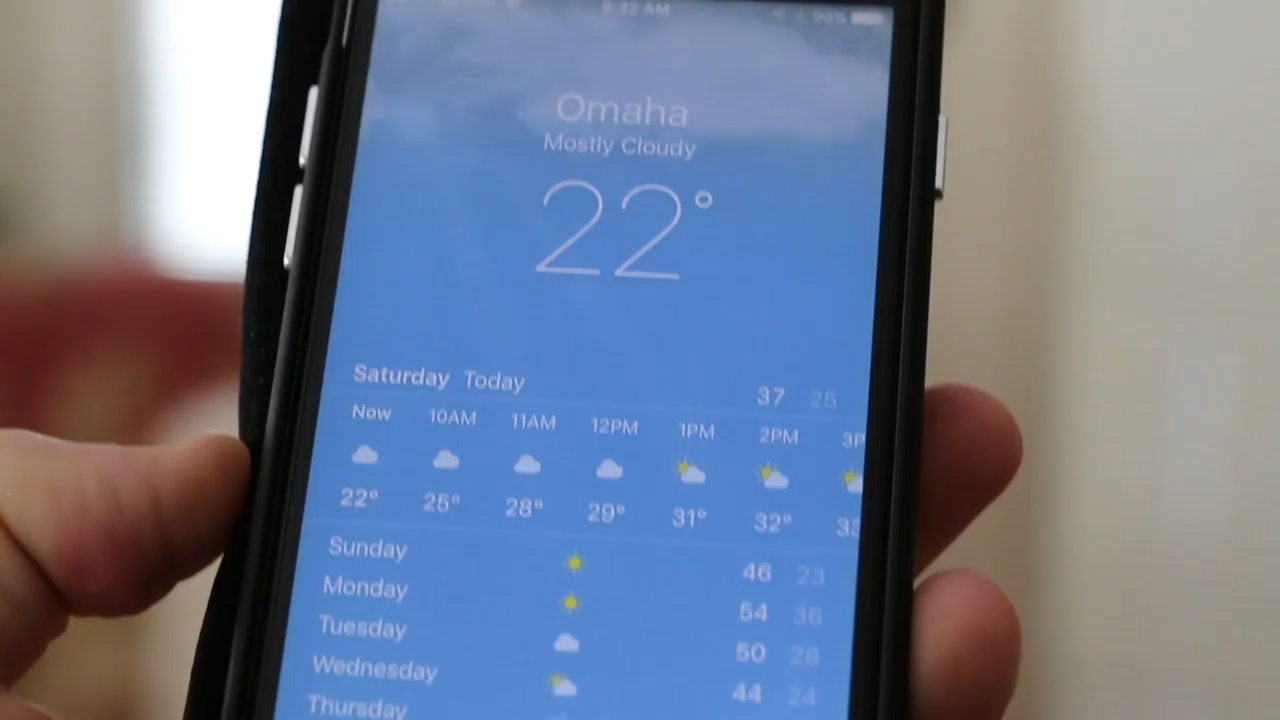 Omaha
Mostly Cloudy
22°
Saturday Today 37 25
Now 10AM 11AM 12PM 1PM 2PM
22° 25° 28° 29° 31° 32°
Sunday 46 23
Monday 54 36
Tuesday 50 28
Wednesday 44 24
Thursday